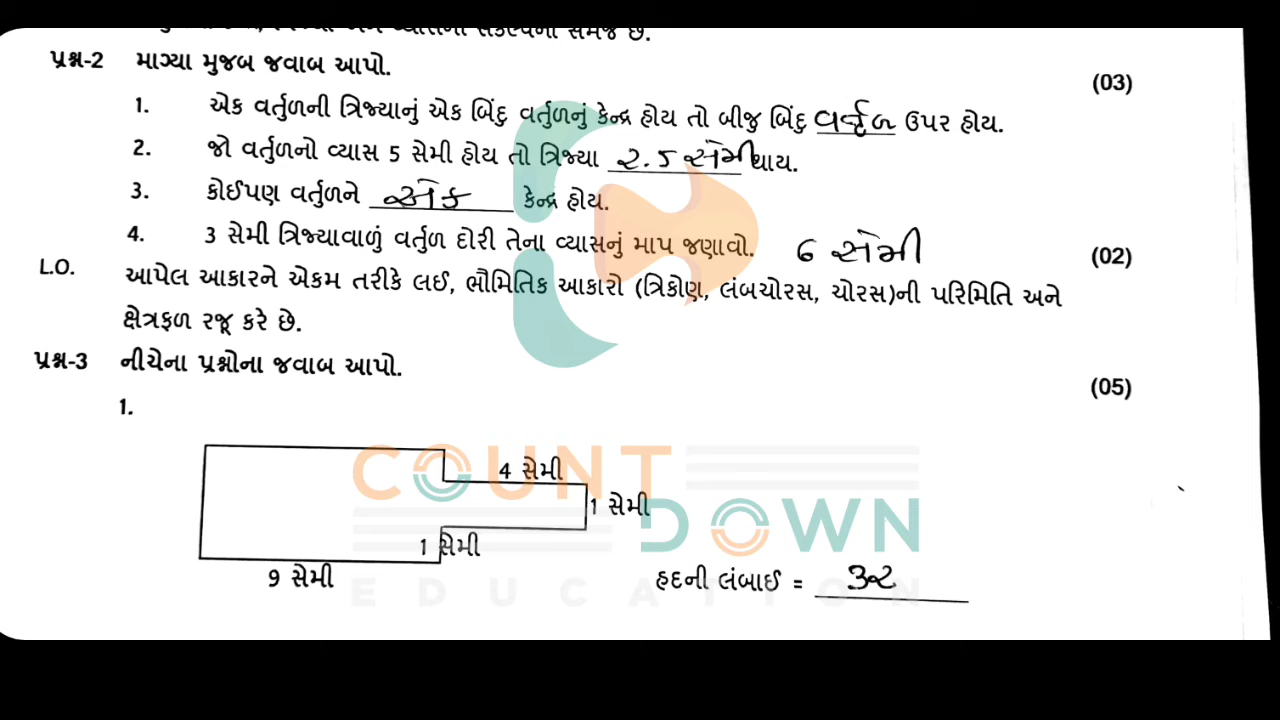 પ્રશ્ન-2 માગ્યા મુજબ જવાબ આપો. (03)
1. એક વર્તુળની ત્રિજ્યાનું એક બિંદુ વર્તુળનું કેન્દ્ર હોય તો બીજુ બિંદુ વર્તુળ ઉપર હોય.
2. જો વર્તુળનો વ્યાસ 5 સેમી હોય તો ત્રિજ્યા ૨.૫ સેમી થાય.
3. કોઈપણ વર્તુળને એક કેન્દ્ર હોય.
4. 3 સેમી ત્રિજ્યાવાળું વર્તુળ દોરી તેના વ્યાસનું માપ જણાવો. 6 સેમી (02)
L.O. આપેલ આકારને એકમ તરીકે લઈ, ભૌમિતિક આકારો (ત્રિકોણ, લંબચોરસ, ચોરસ)ની પરિમિતિ અને
ક્ષેત્રફળ રજૂ કરે છે.
પ્રશ્ન-3 નીચેના પ્રશ્નોના જવાબ આપો. (05)
1.
4 સેમી
1 સેમી
1 સેમી
9 સેમી
હદની લંબાઈ = ૩૨
COUNT
DOWN
EDUCATION